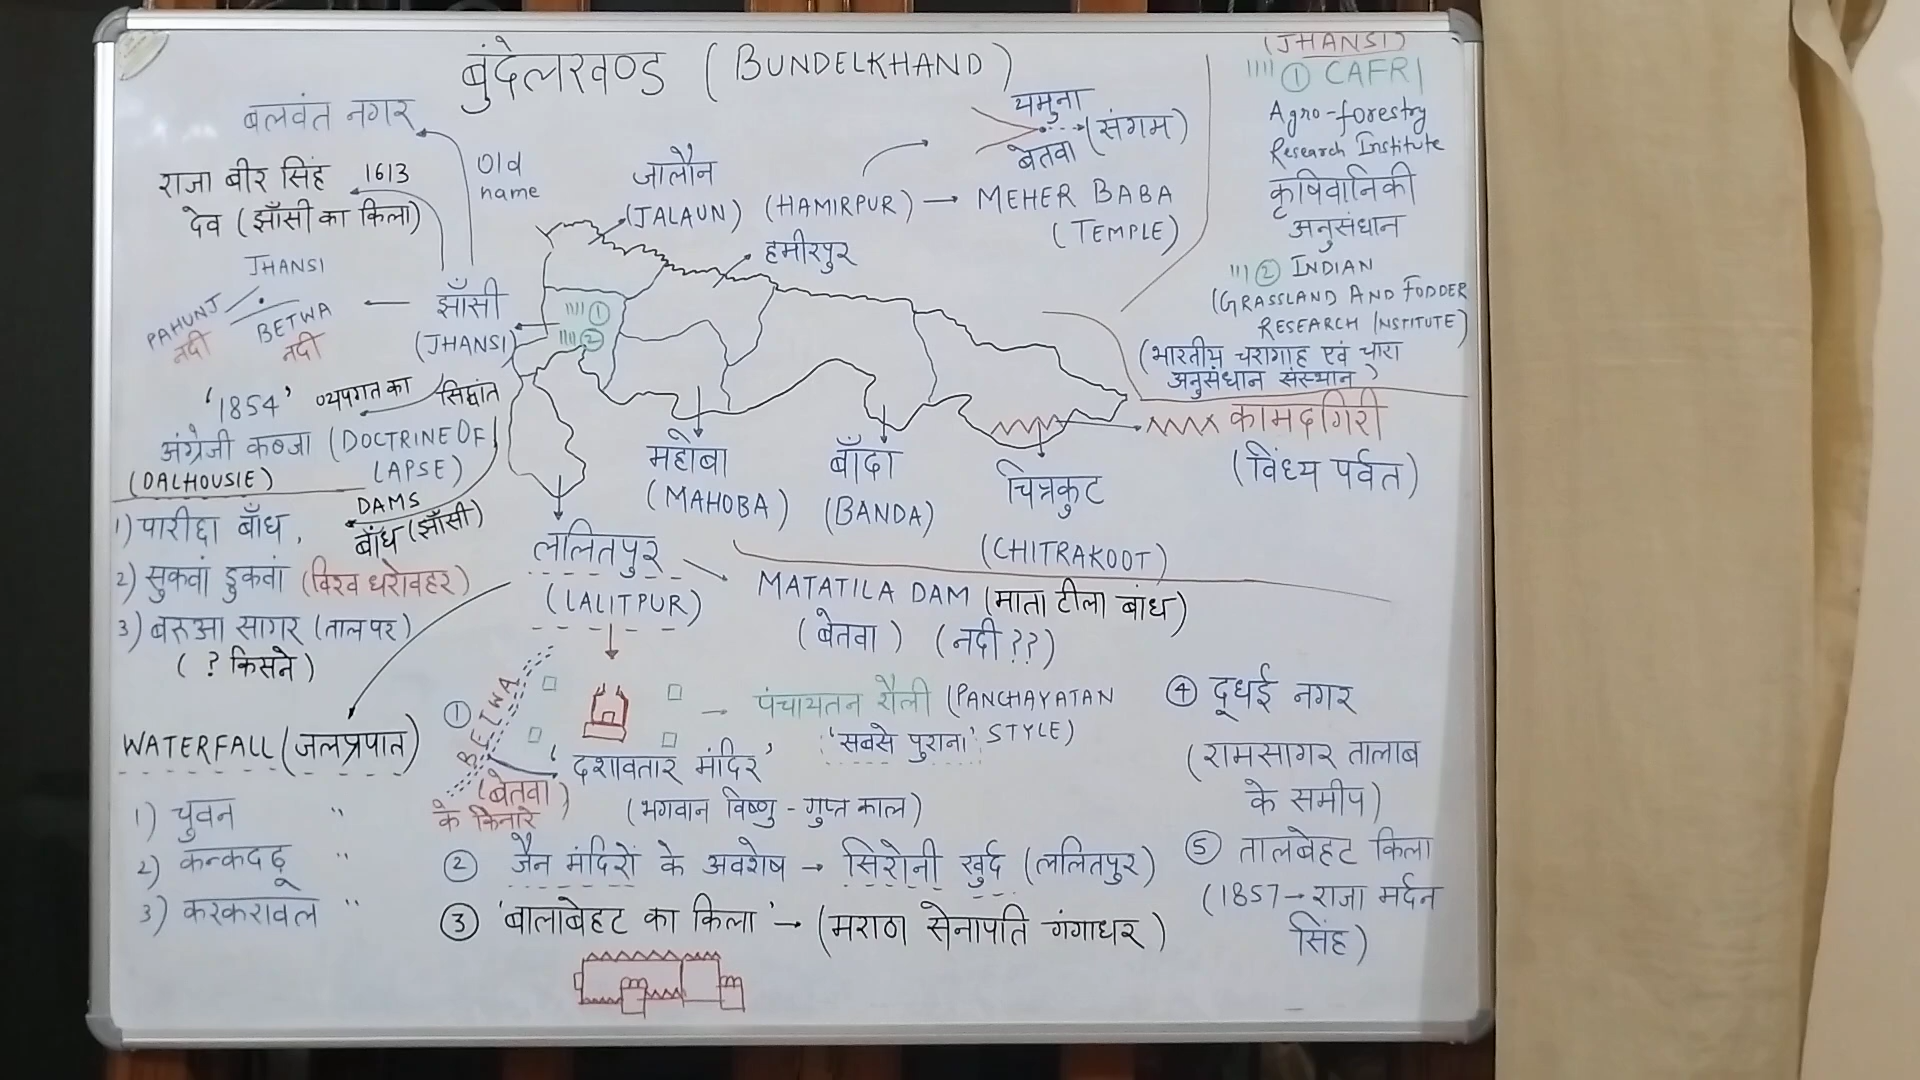 बुंदेलखण्ड (BUNDELKHAND)
बलवंत नगर
old
name
राजा बीर सिंह 1613
देव (झाँसी का किला)
JHANSI
PAHUNJ
नदी
BETWA
नदी
झाँसी
(JHANSI)
जालौन
(JALAUN)
(HAMIRPUR) → MEHER BABA
(TEMPLE)
हमीरपुर
यमुना
(संगम)
बेतवा
(JHANSI)
|||| ① CAFRI
Agro-forestry
Research Institute
कृषिवानिकी
अनुसंधान
||| ② INDIAN
(GRASSLAND AND FODDER
RESEARCH INSTITUTE)
(भारतीय चरागाह एवं चारा
अनुसंधान संस्थान)
|||| ①
|||| ②
'1854' व्यपगत का सिद्वांत
अंग्रेजी कब्जा (DOCTRINE OF
LAPSE)
(DALHOUSIE)
DAMS
बाँध (झाँसी)
1) पारीछा बाँध,
2) सुकवां डुकवां (विश्व धरोवहर)
3) बरूआ सागर (ताल पर)
(? किसने)
महोबा
(MAHOBA)
बाँदा
(BANDA)
चित्रकुट
(CHITRAKOOT)
कामदगिरी
(विंध्य पर्वत)
ललितपुर
(LALITPUR)
MATATILA DAM (माता टीला बांध)
(बेतवा) (नदी ??)
WATERFALL (जलप्रपात)
1) चुवन "
2) कन्कदढ़ "
3) करकरावल "
①
BETWA
(बेतवा)
के किनारे
→ पंचायतन शैली (PANCHAYATAN
STYLE)
'सबसे पुराना'
'दशावतार मंदिर'
(भगवान विष्णु - गुप्त काल)
② जैन मंदिरों के अवशेष → सिरोनी खुर्द (ललितपुर)
③ 'बालाबेहट का किला' → (मराठा सेनापति गंगाधर)
④ दूधई नगर
(रामसागर तालाब
के समीप)
⑤ तालबेहट किला
(1857 → राजा मर्दन
सिंह)